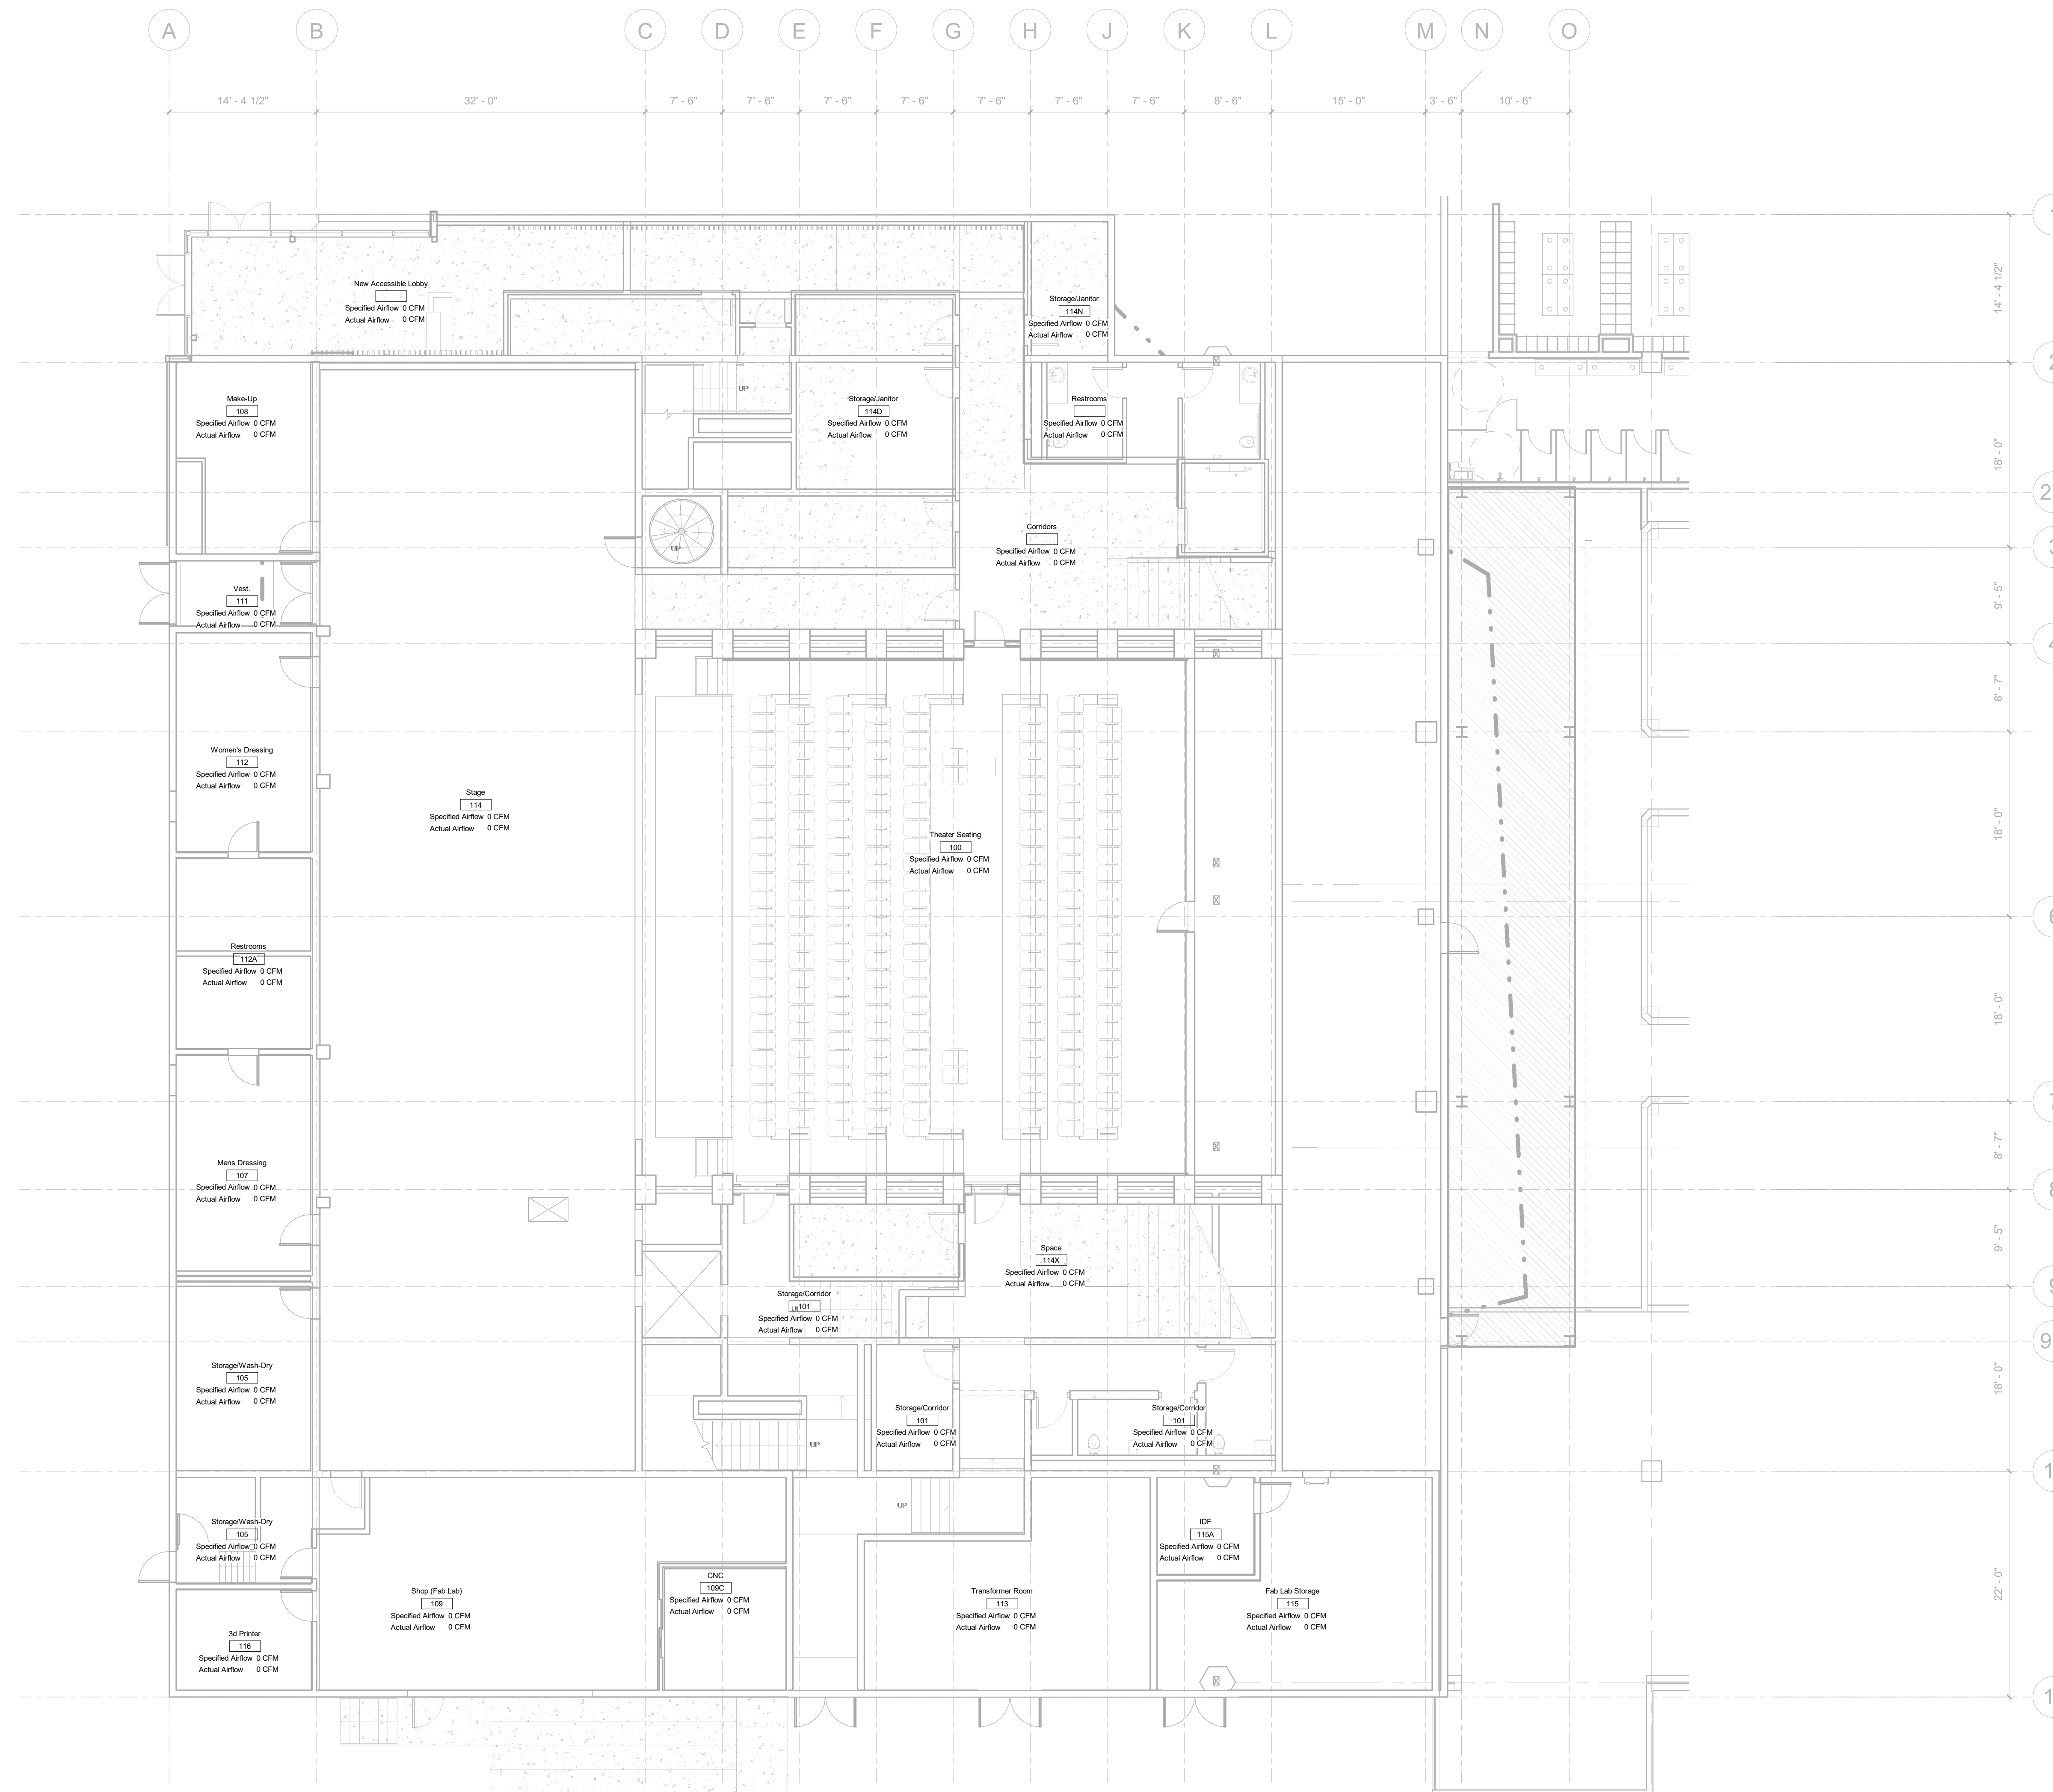 A B C D E F G H J K L M N O
14' - 4 1/2" 32' - 0" 7' - 6" 7' - 6" 7' - 6" 7' - 6" 7' - 6" 7' - 6" 7' - 6" 8' - 6" 15' - 0" 3' - 6" 10' - 6"
14' - 4 1/2"
18' - 0"
9' - 5"
8' - 7"
18' - 0"
18' - 0"
8' - 7"
9' - 5"
18' - 0"
22' - 0"
New Accessible Lobby
Specified Airflow 0 CFM
Actual Airflow 0 CFM
Storage/Janitor
114N
Specified Airflow 0 CFM
Actual Airflow 0 CFM
Make-Up
108
Specified Airflow 0 CFM
Actual Airflow 0 CFM
UP
Storage/Janitor
114D
Specified Airflow 0 CFM
Actual Airflow 0 CFM
Restrooms
Specified Airflow 0 CFM
Actual Airflow 0 CFM
UP
Corridors
Specified Airflow 0 CFM
Actual Airflow 0 CFM
Vest.
111
Specified Airflow 0 CFM
Actual Airflow 0 CFM
Women's Dressing
112
Specified Airflow 0 CFM
Actual Airflow 0 CFM
Stage
114
Specified Airflow 0 CFM
Actual Airflow 0 CFM
Theater Seating
100
Specified Airflow 0 CFM
Actual Airflow 0 CFM
Restrooms
112A
Specified Airflow 0 CFM
Actual Airflow 0 CFM
Mens Dressing
107
Specified Airflow 0 CFM
Actual Airflow 0 CFM
Space
114X
Specified Airflow 0 CFM
Actual Airflow 0 CFM
Storage/Corridor
101
Specified Airflow 0 CFM
Actual Airflow 0 CFM
Storage/Wash-Dry
105
Specified Airflow 0 CFM
Actual Airflow 0 CFM
Storage/Corridor
101
Specified Airflow 0 CFM
Actual Airflow 0 CFM
Storage/Corridor
101
Specified Airflow 0 CFM
Actual Airflow 0 CFM
UP
UP
Storage/Wash-Dry
105
Specified Airflow 0 CFM
Actual Airflow 0 CFM
IDF
115A
Specified Airflow 0 CFM
Actual Airflow 0 CFM
CNC
109C
Specified Airflow 0 CFM
Actual Airflow 0 CFM
Shop (Fab Lab)
109
Specified Airflow 0 CFM
Actual Airflow 0 CFM
Transformer Room
113
Specified Airflow 0 CFM
Actual Airflow 0 CFM
Fab Lab Storage
115
Specified Airflow 0 CFM
Actual Airflow 0 CFM
3d Printer
116
Specified Airflow 0 CFM
Actual Airflow 0 CFM